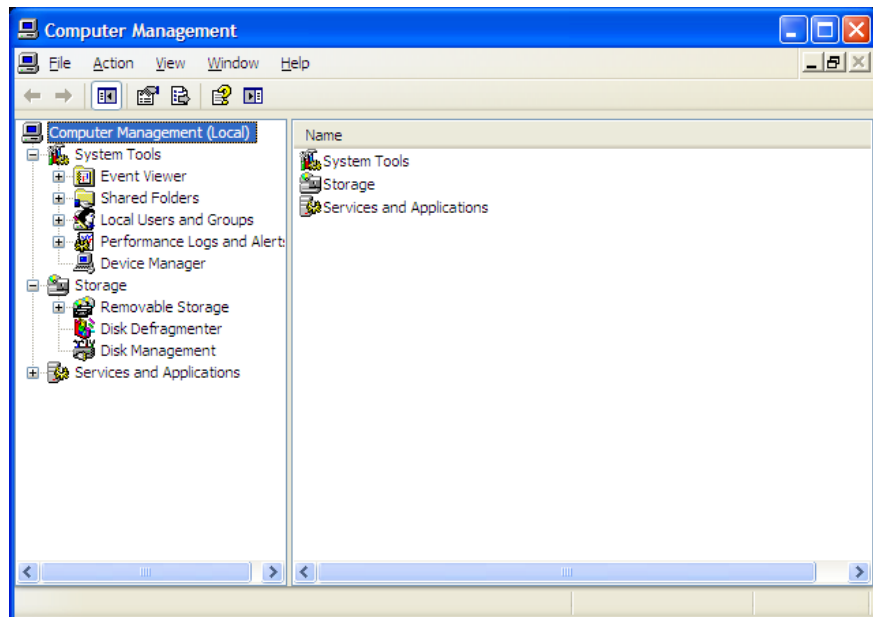 Computer Management
File Action View Window Help
Computer Management (Local)
System Tools
Event Viewer
Shared Folders
Local Users and Groups
Performance Logs and Alert
Device Manager
Storage
Removable Storage
Disk Defragmenter
Disk Management
Services and Applications
Name
System Tools
Storage
Services and Applications